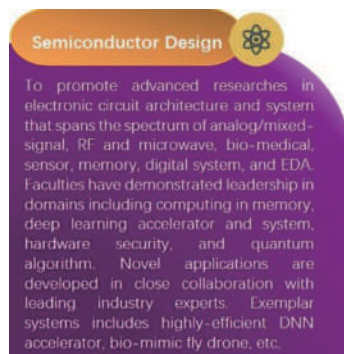 Semiconductor Design
To promote advanced researches in
electronic circuit architecture and system
that spans the spectrum of analog/mixed-
signal, RF and microwave, bio-medical,
sensor, memory, digital system, and EDA.
Faculties have demonstrated leadership in
domains including computing in memory,
deep learning accelerator and system,
hardware security, and quantum
algorithm. Novel applications are
developed in close collaboration with
leading industry experts. Exemplar
systems includes highly-efficient DNN
accelerator, bio-mimic fly drone, etc.